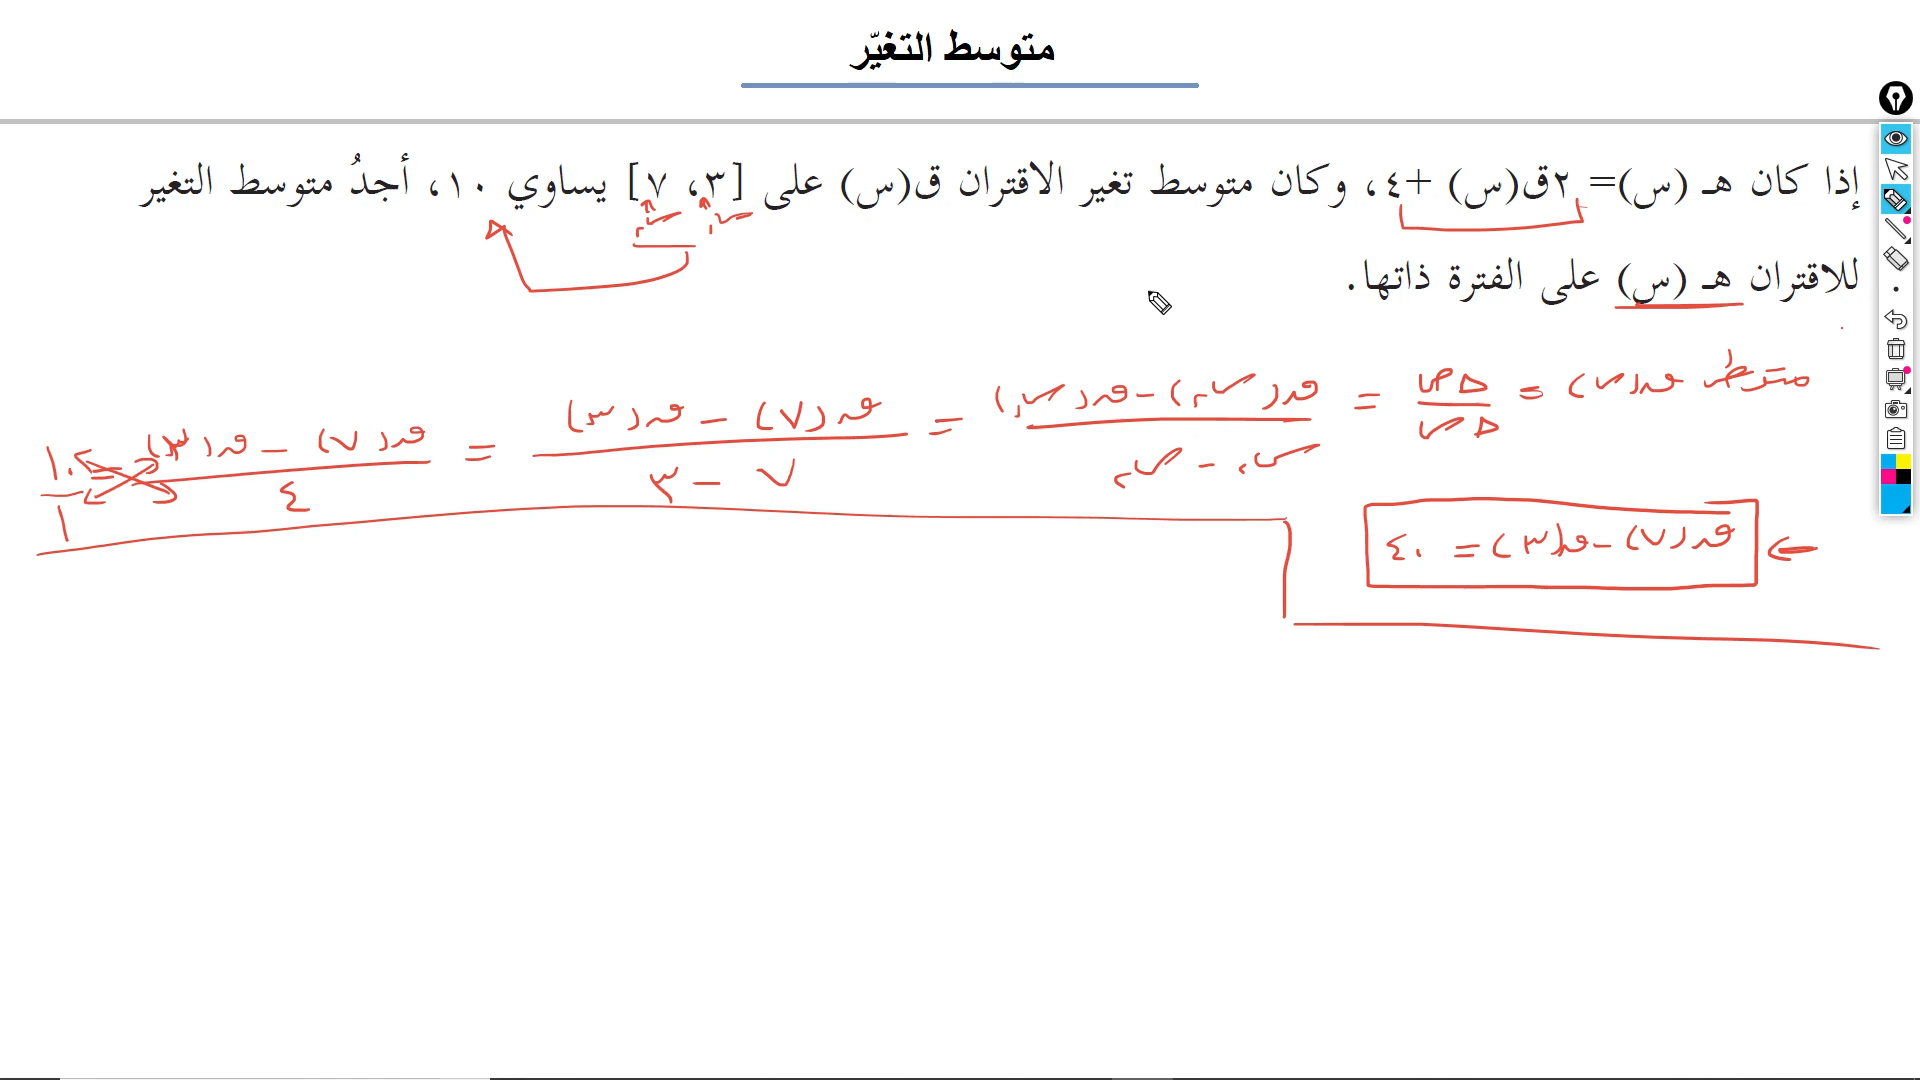 متوسط التغيّر
إذا كان هـ (س)= ٢ق(س) +٤، وكان متوسط تغير الاقتران ق(س) على [٣، ٧] يساوي ١٠، أجدُ متوسط التغير
س١ س٢
للاقتران هـ (س) على الفترة ذاتها.
متوسط ق(س) = Δص / Δس = ق(س٢) - ق(س١) / س٢ - س١ = ق(٧) - ق(٣) / ٧ - ٣ = ق(٧) - ق(٣) / ٤ = ١٠ / ١
ق(٧) - ق(٣) = ٤٠